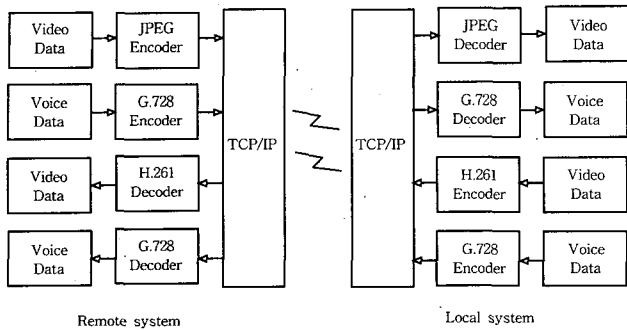 Video
Data
JPEG
Encoder
Voice
Data
G.728
Encoder
TCP/IP
Video
Data
H.261
Decoder
Voice
Data
G.728
Decoder
Remote system
TCP/IP
JPEG
Decoder
Video
Data
G.728
Decoder
Voice
Data
H.261
Encoder
Video
Data
G.728
Encoder
Voice
Data
Local system